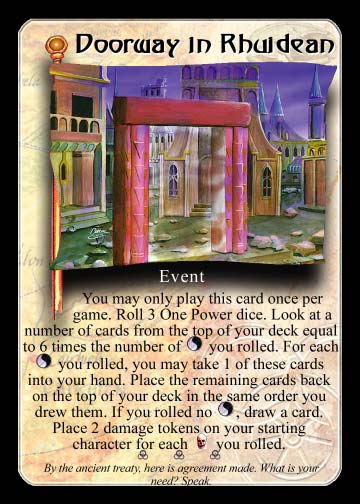 Doorway in Rhuidean
Event
You may only play this card once per
game. Roll 3 One Power dice. Look at a
number of cards from the top of your deck equal
to 6 times the number of you rolled. For each
you rolled, you may take 1 of these cards
into your hand. Place the remaining cards back
on the top of your deck in the same order you
drew them. If you rolled no , draw a card.
Place 2 damage tokens on your starting
character for each you rolled.
By the ancient treaty, here is agreement made. What is your
need? Speak.